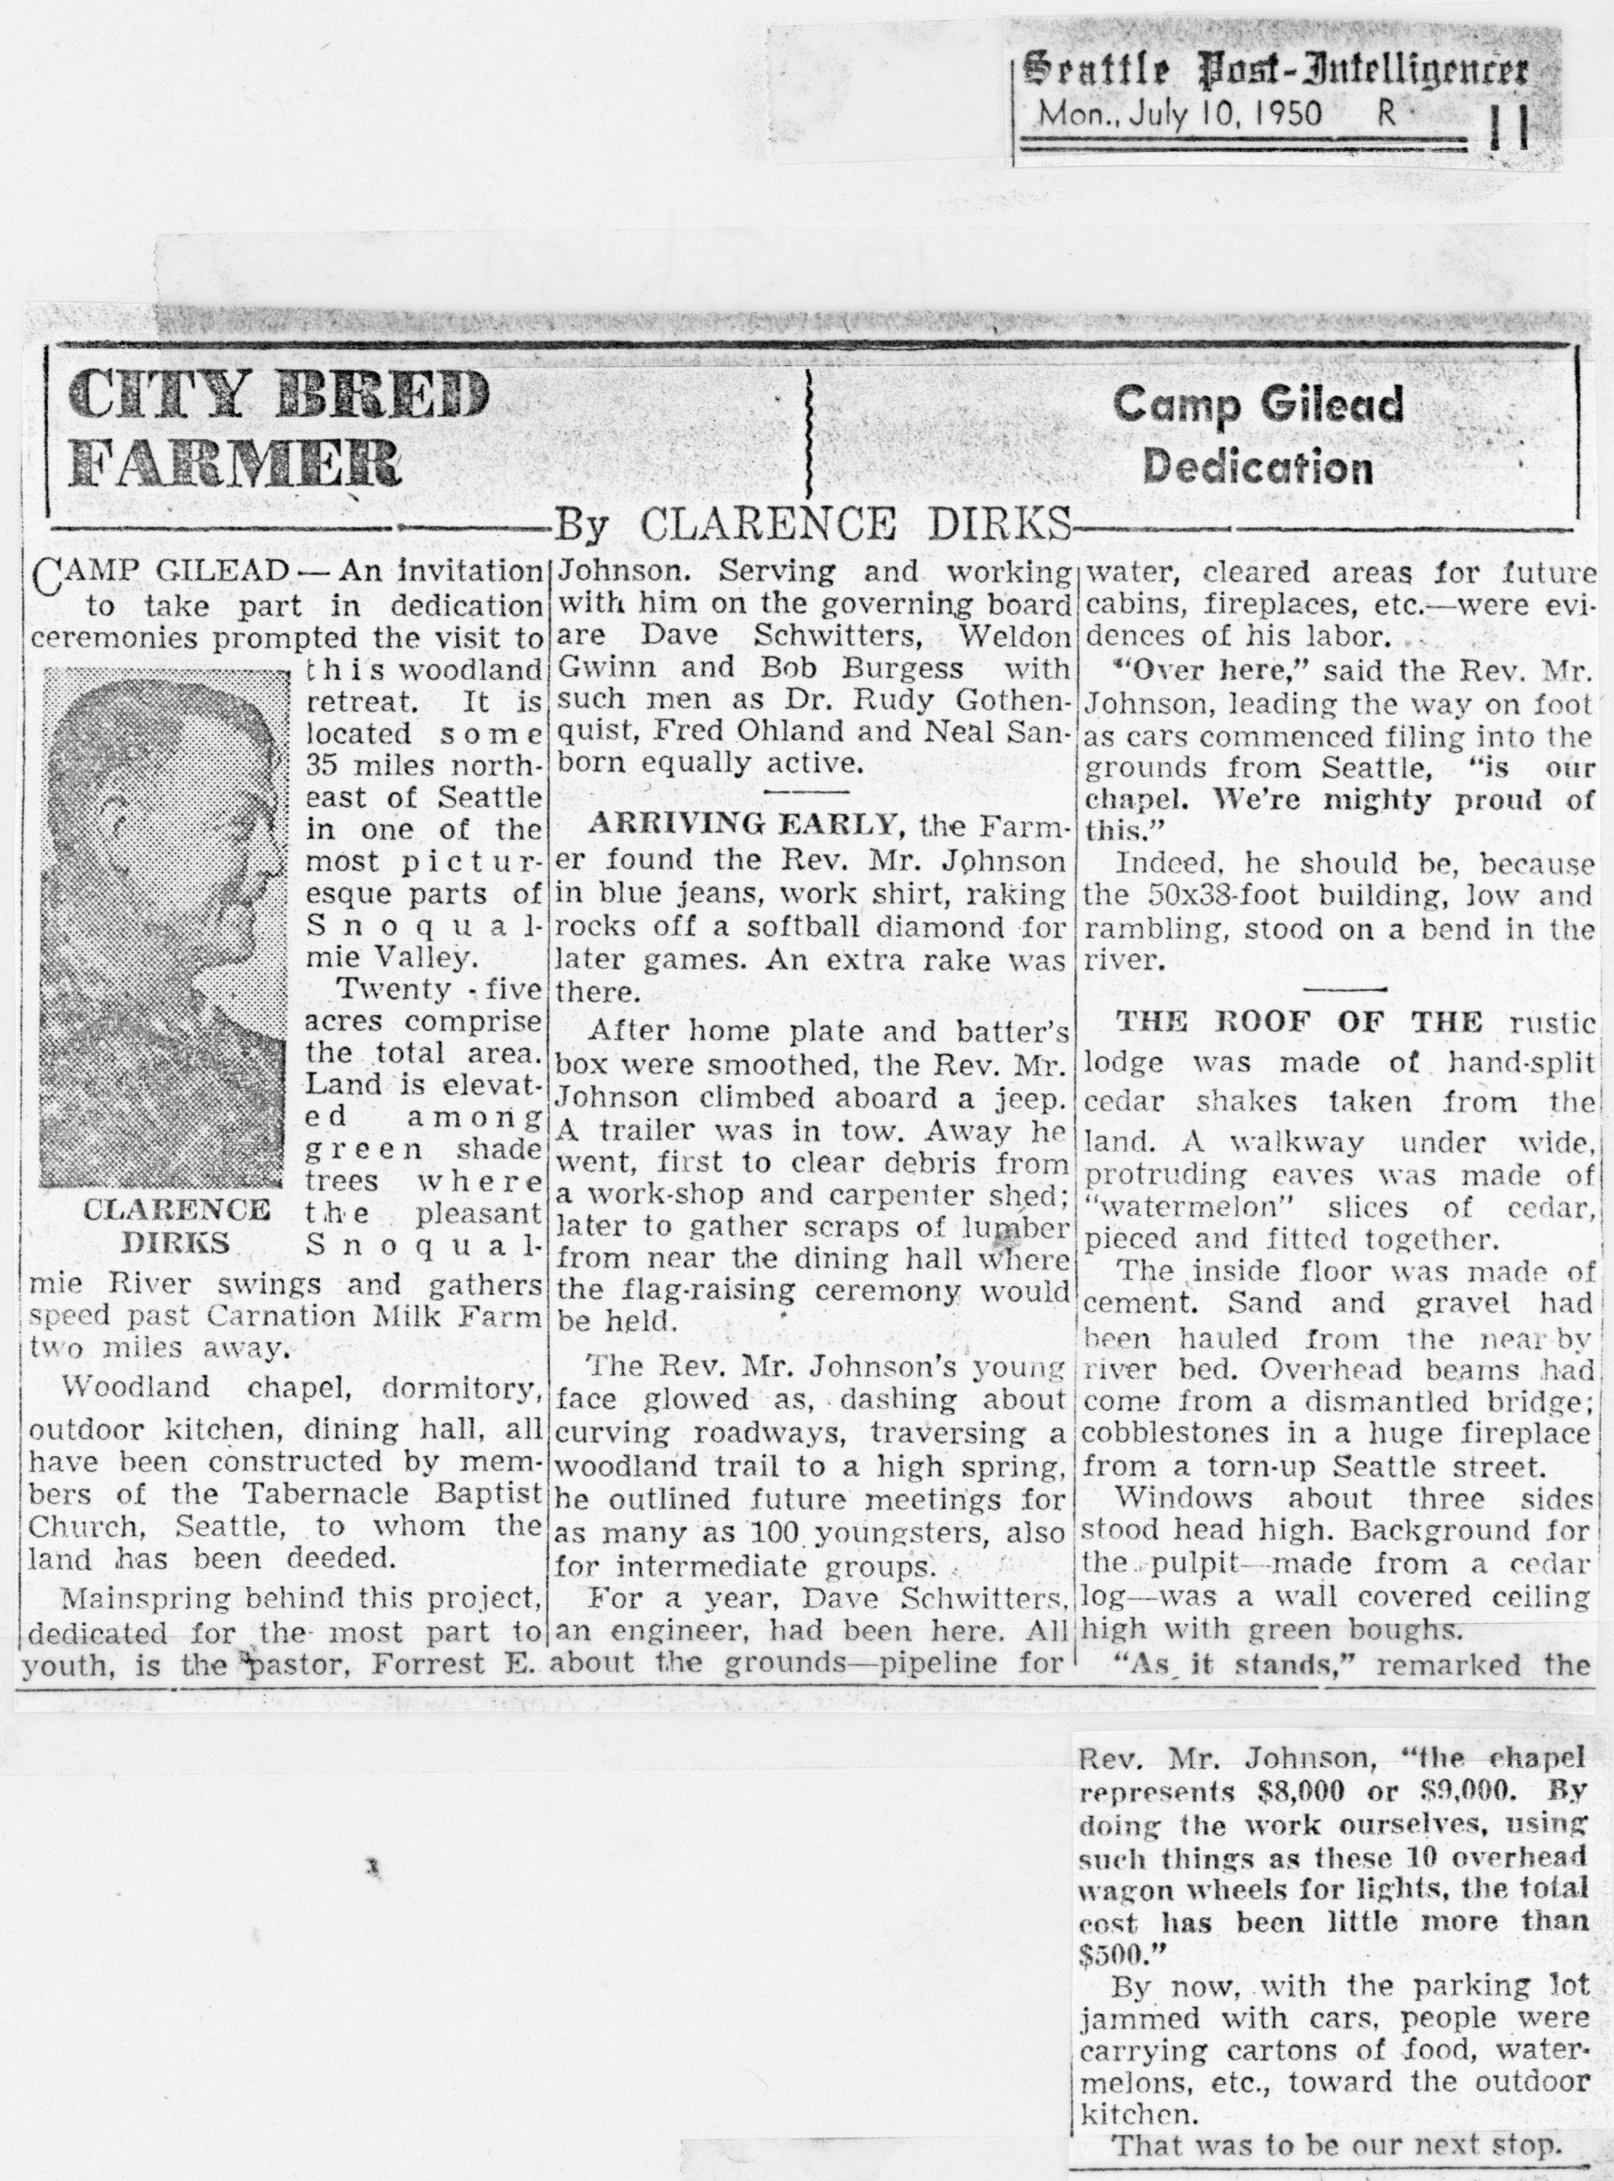 Seattle Post-Intelligencer
Mon., July 10, 1950 R 11
CITY BRED
FARMER
Camp Gilead
Dedication
By CLARENCE DIRKS
CAMP GILEAD — An invitation
to take part in dedication
ceremonies prompted the visit to
this woodland
retreat. It is
located some
35 miles north-
east of Seattle
in one of the
most pictur-
esque parts of
Snoqual-
mie Valley.
Twenty-five
acres comprise
the total area.
Land is elevat-
ed among
green shade
trees where
the pleasant
Snoqual-
CLARENCE
DIRKS
mie River swings and gathers
speed past Carnation Milk Farm
two miles away.
Woodland chapel, dormitory,
outdoor kitchen, dining hall, all
have been constructed by mem-
bers of the Tabernacle Baptist
Church, Seattle, to whom the
land has been deeded.
Mainspring behind this project,
dedicated for the most part to
youth, is the pastor, Forrest E.
Johnson. Serving and working
with him on the governing board
are Dave Schwitters, Weldon
Gwinn and Bob Burgess with
such men as Dr. Rudy Gothen-
quist, Fred Ohland and Neal San-
born equally active.
ARRIVING EARLY, the Farm-
er found the Rev. Mr. Johnson
in blue jeans, work shirt, raking
rocks off a softball diamond for
later games. An extra rake was
there.
After home plate and batter's
box were smoothed, the Rev. Mr.
Johnson climbed aboard a jeep.
A trailer was in tow. Away he
went, first to clear debris from
a work-shop and carpenter shed;
later to gather scraps of lumber
from near the dining hall where
the flag-raising ceremony would
be held.
The Rev. Mr. Johnson's young
face glowed as, dashing about
curving roadways, traversing a
woodland trail to a high spring,
he outlined future meetings for
as many as 100 youngsters, also
for intermediate groups.
For a year, Dave Schwitters,
an engineer, had been here. All
about the grounds—pipeline for
water, cleared areas for future
cabins, fireplaces, etc.—were evi-
dences of his labor.
"Over here," said the Rev. Mr.
Johnson, leading the way on foot
as cars commenced filing into the
grounds from Seattle, "is our
chapel. We're mighty proud of
this."
Indeed, he should be, because
the 50x38-foot building, low and
rambling, stood on a bend in the
river.
THE ROOF OF THE rustic
lodge was made of hand-split
cedar shakes taken from the
land. A walkway under wide,
protruding eaves was made of
"watermelon" slices of cedar,
pieced and fitted together.
The inside floor was made of
cement. Sand and gravel had
been hauled from the near-by
river bed. Overhead beams had
come from a dismantled bridge;
cobblestones in a huge fireplace
from a torn-up Seattle street.
Windows about three sides
stood head high. Background for
the pulpit—made from a cedar
log—was a wall covered ceiling
high with green boughs.
"As it stands," remarked the
Rev. Mr. Johnson, "the chapel
represents $8,000 or $9,000. By
doing the work ourselves, using
such things as these 10 overhead
wagon wheels for lights, the total
cost has been little more than
$500."
By now, with the parking lot
jammed with cars, people were
carrying cartons of food, water-
melons, etc., toward the outdoor
kitchen.
That was to be our next stop.